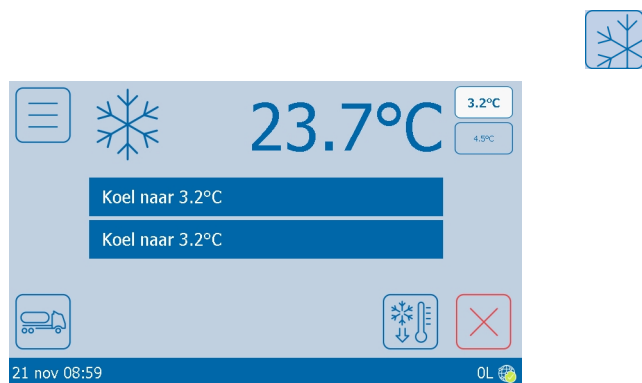 23.7°C
3.2°C
4.5°C
Koel naar 3.2°C
Koel naar 3.2°C
21 nov 08:59
0L